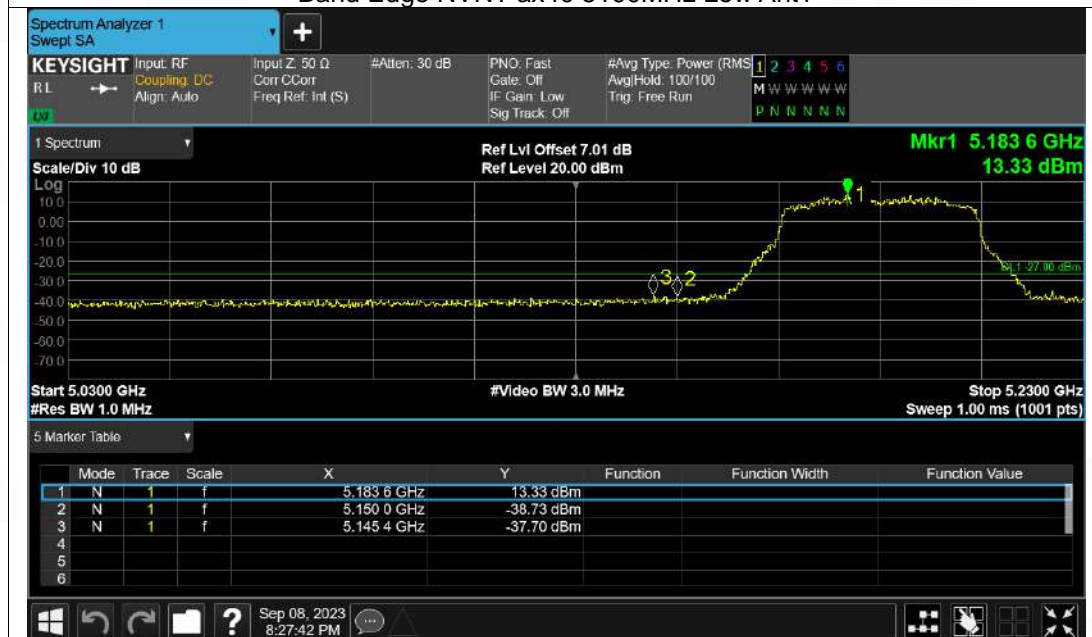 Spectrum Analyzer 1
Swept SA
+
KEYSIGHT
RL
LXI
Input: RF
Coupling: DC
Align: Auto
Input Z: 50 Ω
Corr CCorr
Freq Ref: Int (S)
#Atten: 30 dB
PNO: Fast
Gate: Off
IF Gain: Low
Sig Track: Off
#Avg Type: Power (RMS
Avg|Hold: 100/100
Trig: Free Run
1 2 3 4 5 6
M W W W W W
P N N N N N
1 Spectrum
Scale/Div 10 dB
Ref Lvl Offset 7.01 dB
Ref Level 20.00 dBm
Mkr1 5.183 6 GHz
13.33 dBm
Log
10.0
0.00
-10.0
-20.0
-30.0
-40.0
-50.0
-60.0
-70.0
1
3 2
DL1 -27.00 dBm
Start 5.0300 GHz
#Res BW 1.0 MHz
#Video BW 3.0 MHz
Stop 5.2300 GHz
Sweep 1.00 ms (1001 pts)
5 Marker Table
Mode Trace Scale X Y Function Function Width Function Value
1 N 1 f 5.183 6 GHz 13.33 dBm
2 N 1 f 5.150 0 GHz -38.73 dBm
3 N 1 f 5.145 4 GHz -37.70 dBm
4
5
6
?
Sep 08, 2023
8:27:42 PM